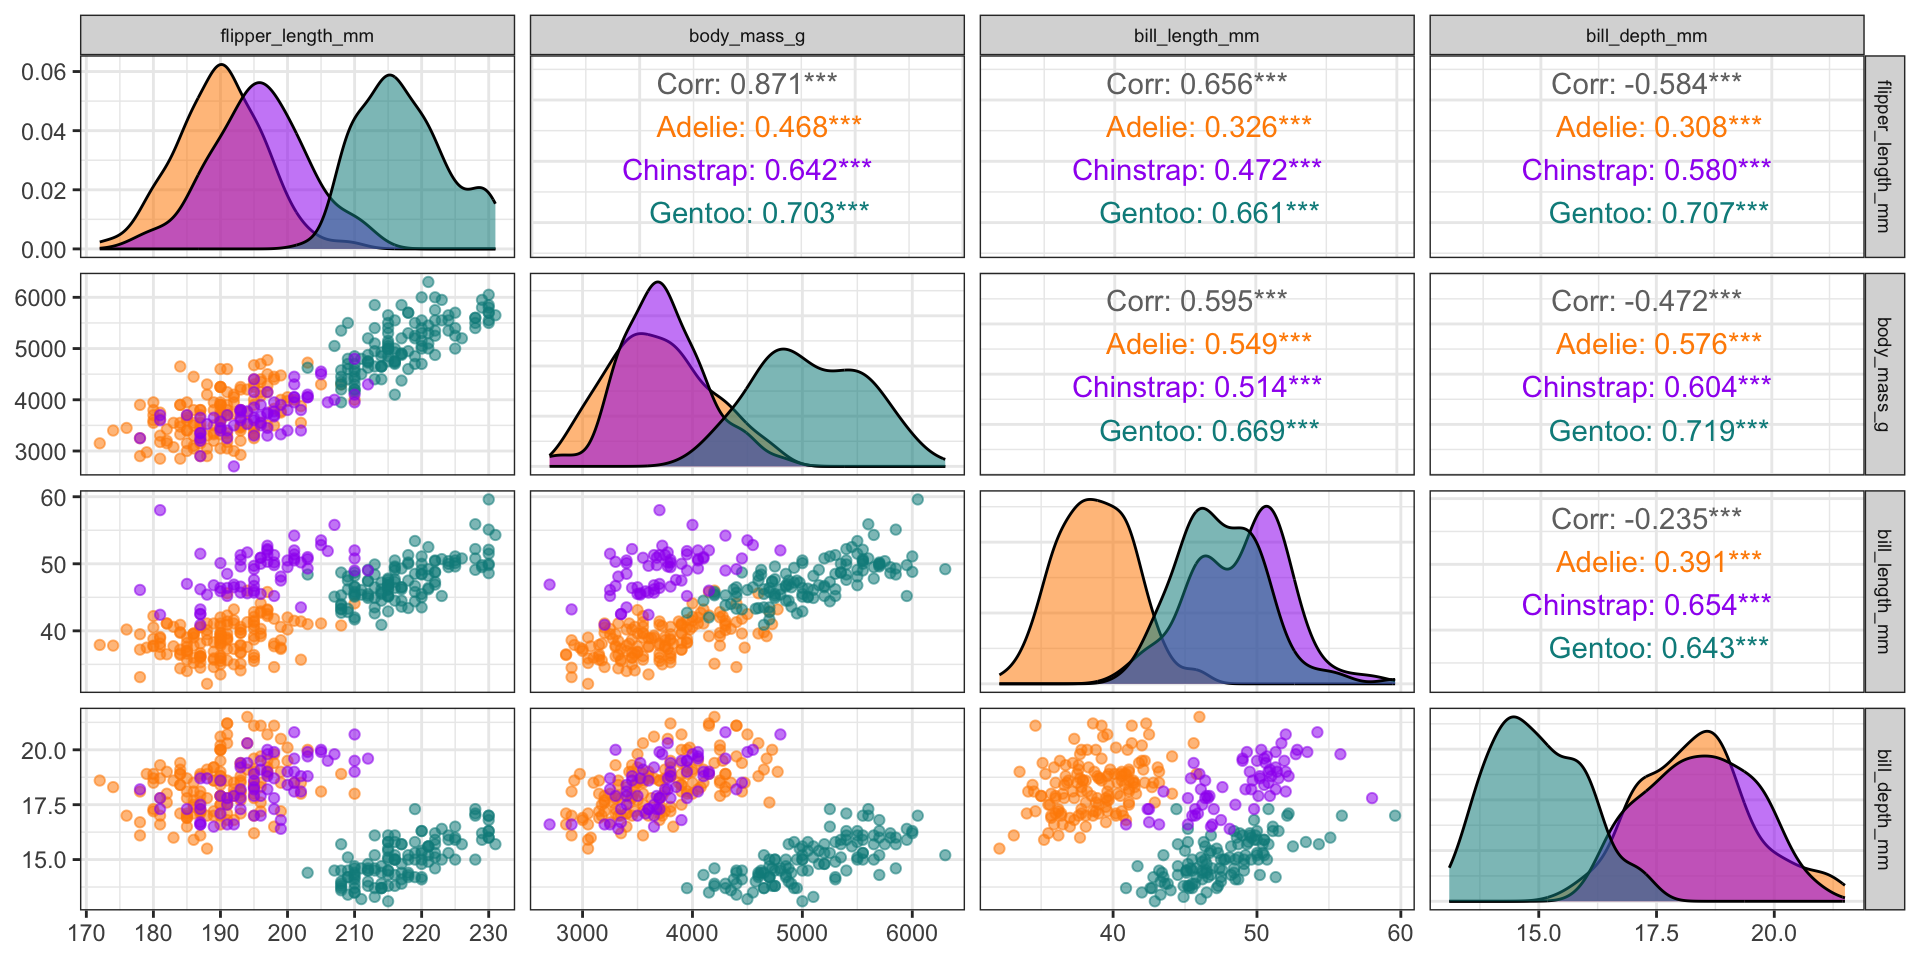 flipper_length_mm
body_mass_g
bill_length_mm
bill_depth_mm
0.06
0.04
0.02
0.00
Corr: 0.871***
Adelie: 0.468***
Chinstrap: 0.642***
Gentoo: 0.703***
Corr: 0.656***
Adelie: 0.326***
Chinstrap: 0.472***
Gentoo: 0.661***
Corr: -0.584***
Adelie: 0.308***
Chinstrap: 0.580***
Gentoo: 0.707***
flipper_length_mm
6000
5000
4000
3000
Corr: 0.595***
Adelie: 0.549***
Chinstrap: 0.514***
Gentoo: 0.669***
Corr: -0.472***
Adelie: 0.576***
Chinstrap: 0.604***
Gentoo: 0.719***
body_mass_g
60
50
40
Corr: -0.235***
Adelie: 0.391***
Chinstrap: 0.654***
Gentoo: 0.643***
bill_length_mm
20.0
17.5
15.0
bill_depth_mm
170 180 190 200 210 220 230
3000 4000 5000 6000
40 50 60
15.0 17.5 20.0